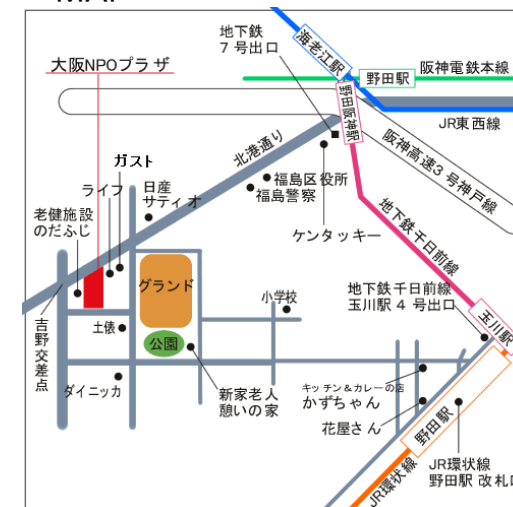 大阪NPOプラザ
地下鉄
7号出口
海老江駅
野田駅
阪神電鉄本線
JR東西線
野田阪神駅
阪神高速3号神戸線
北港通り
ガスト
ライフ
日産
サティオ
福島区役所
福島警察
ケンタッキー
老健施設
のだふじ
地下鉄千日前線
グランド
小学校
地下鉄千日前線
玉川駅4号出口
玉川駅
吉野交差点
土俵
公園
ダイニッカ
新家老人
憩いの家
キッチン&カレーの店
かずちゃん
花屋さん
野田駅
JR環状線
JR環状線
野田駅 改札口